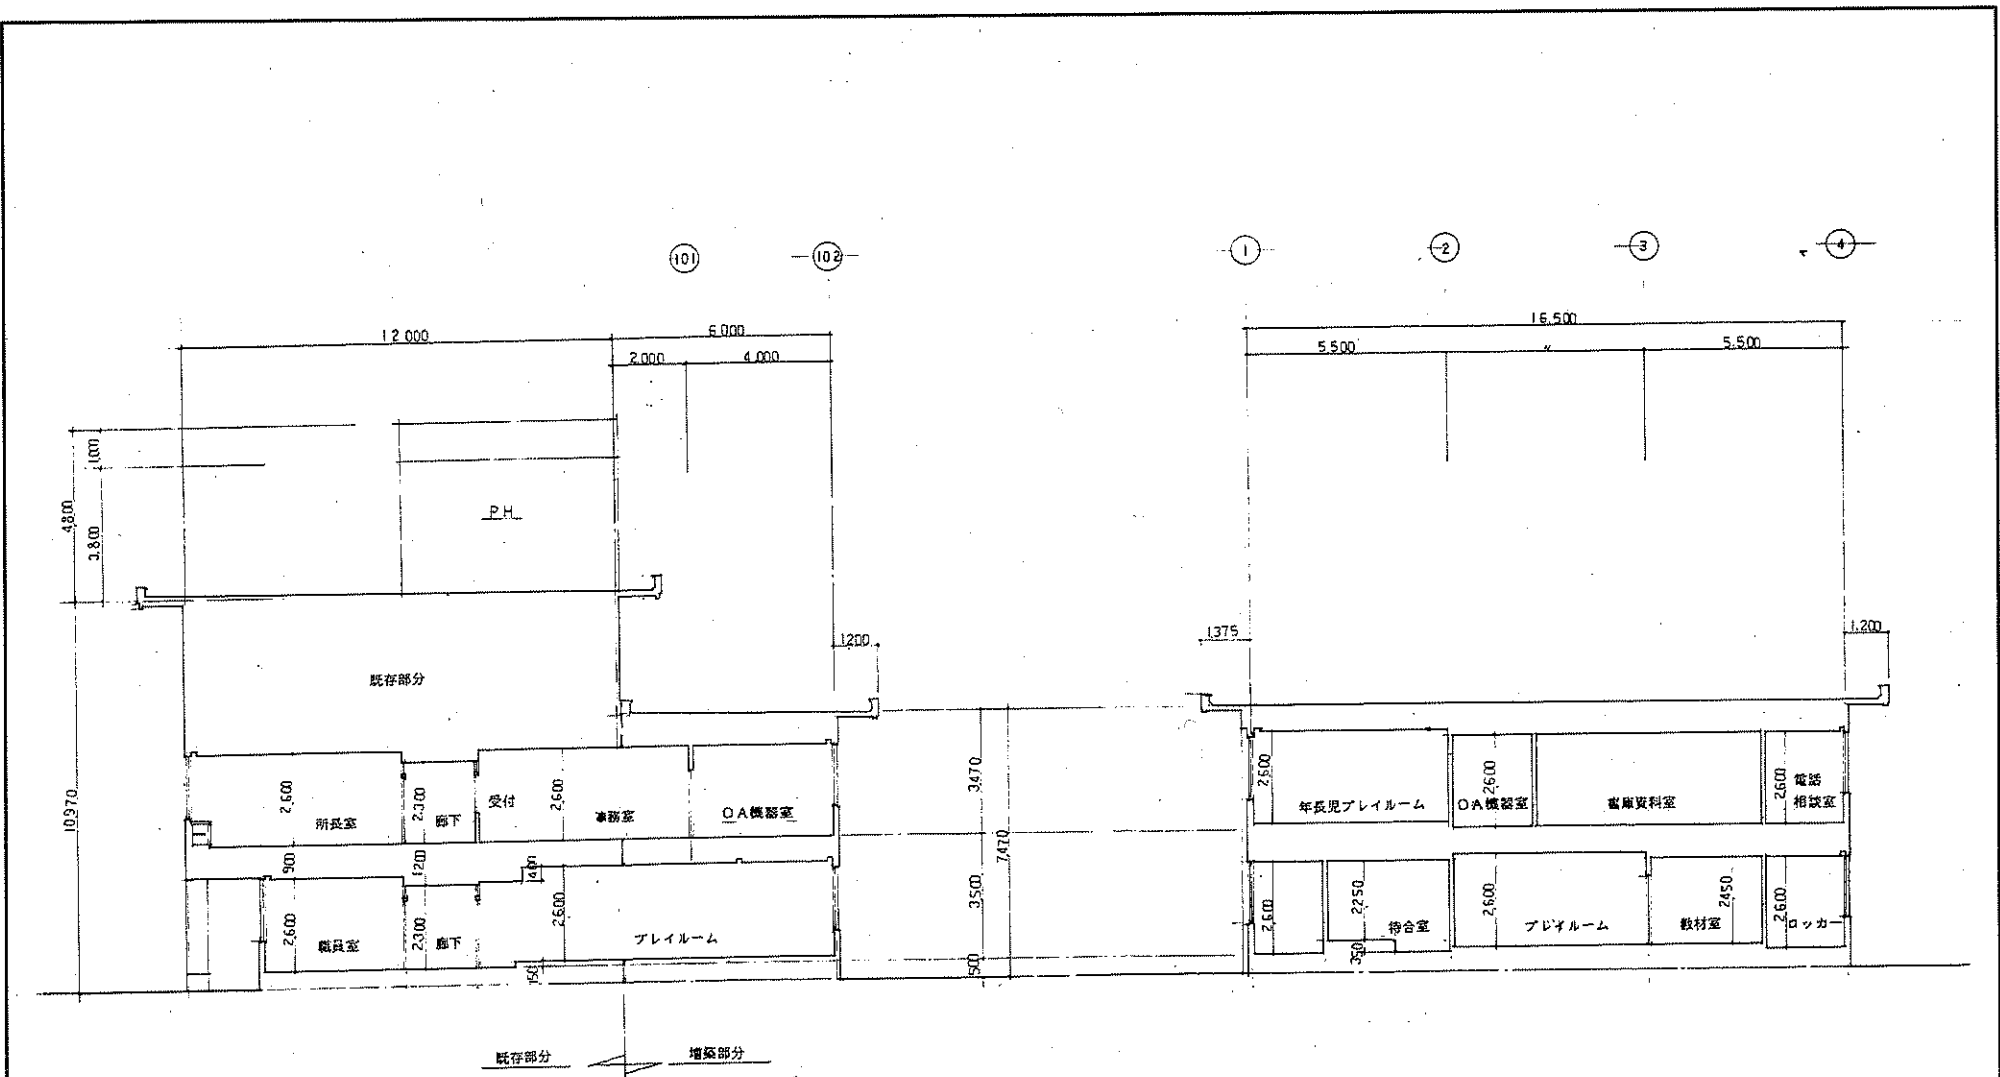 101
102
1
2
3
4
12 000
6 000
2.000
4.000
16.500
5.500
〃
5.500
1,000
4,800
3,800
PH
1200
1,375
1,200
既存部分
10,970
2,600
所長室
2,300
廊下
受付
2,600
事務室
OA機器室
3,470
7,470
2,600
年長児プレイルーム
2,600
OA機器室
書庫資料室
2,600
電話
相談室
900
1,200
400
2,600
職員室
2,300
廊下
2,600
プレイルーム
150
3,500
500
2,600
2,250
待合室
350
2,600
プレイルーム
教材室
2,450
2,600
ロッカー
既存部分
増築部分